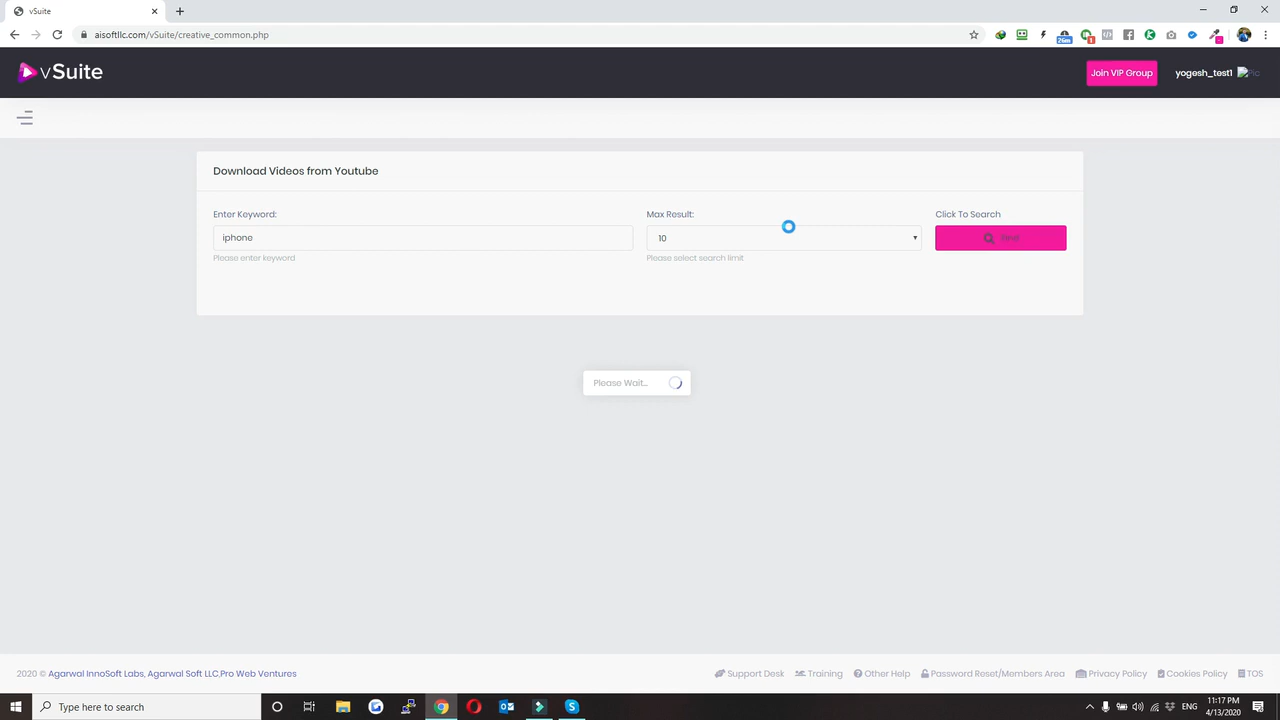 vSuite
aisoftllc.com/vSuite/creative_common.php
26m
vSuite
Join VIP Group
yogesh_test1
Pic
Download Videos from Youtube
Enter Keyword:
Max Result:
Click To Search
iphone
10
Please enter keyword
Please select search limit
Please Wait...
2020 © Agarwal InnoSoft Labs, Agarwal Soft LLC,Pro Web Ventures
Support Desk
Training
Other Help
Password Reset/Members Area
Privacy Policy
Cookies Policy
TOS
Type here to search
ENG
11:17 PM
4/13/2020